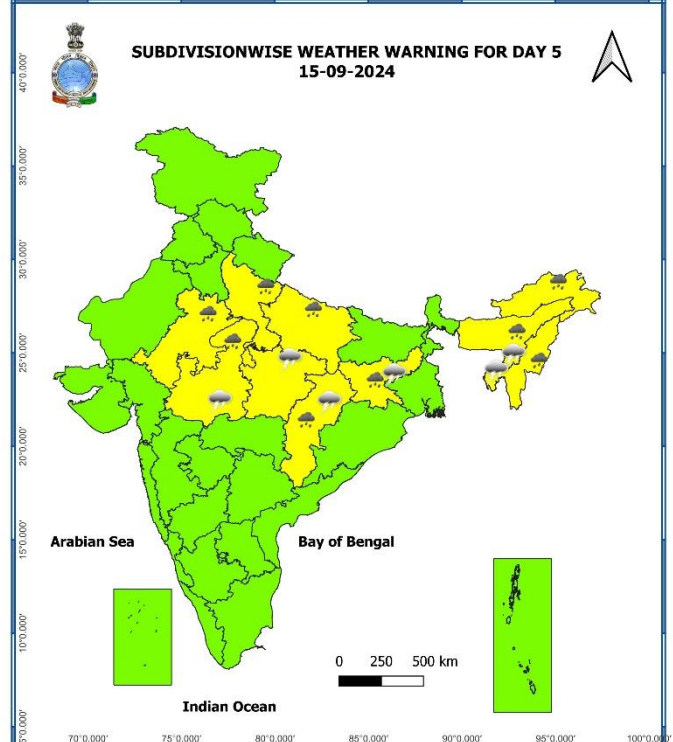 SUBDIVISIONWISE WEATHER WARNING FOR DAY 5
15-09-2024
40°0.000'
35°0.000'
30°0.000'
25°0.000'
20°0.000'
15°0.000'
10°0.000'
5°0.000'
Arabian Sea
Bay of Bengal
0 250 500 km
Indian Ocean
70°0.000' 75°0.000' 80°0.000' 85°0.000' 90°0.000' 95°0.000' 100°0.000'